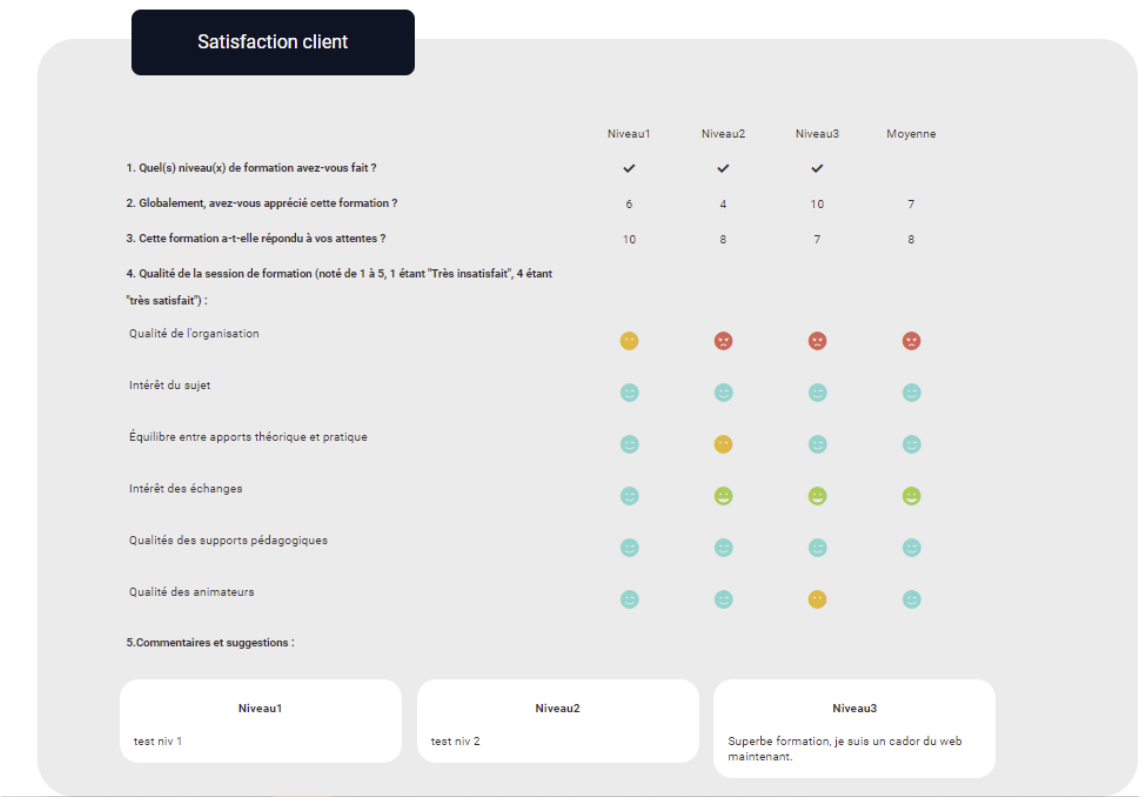 Satisfaction client
Niveau1 Niveau2 Niveau3 Moyenne
1. Quel(s) niveau(x) de formation avez-vous fait ?
2. Globalement, avez-vous apprécié cette formation ? 6 4 10 7
3. Cette formation a-t-elle répondu à vos attentes ? 10 8 7 8
4. Qualité de la session de formation (noté de 1 à 5, 1 étant "Très insatisfait", 4 étant
"très satisfait") :
Qualité de l'organisation
Intérêt du sujet
Équilibre entre apports théorique et pratique
Intérêt des échanges
Qualités des supports pédagogiques
Qualité des animateurs
5.Commentaires et suggestions :
Niveau1
test niv 1
Niveau2
test niv 2
Niveau3
Superbe formation, je suis un cador du web
maintenant.